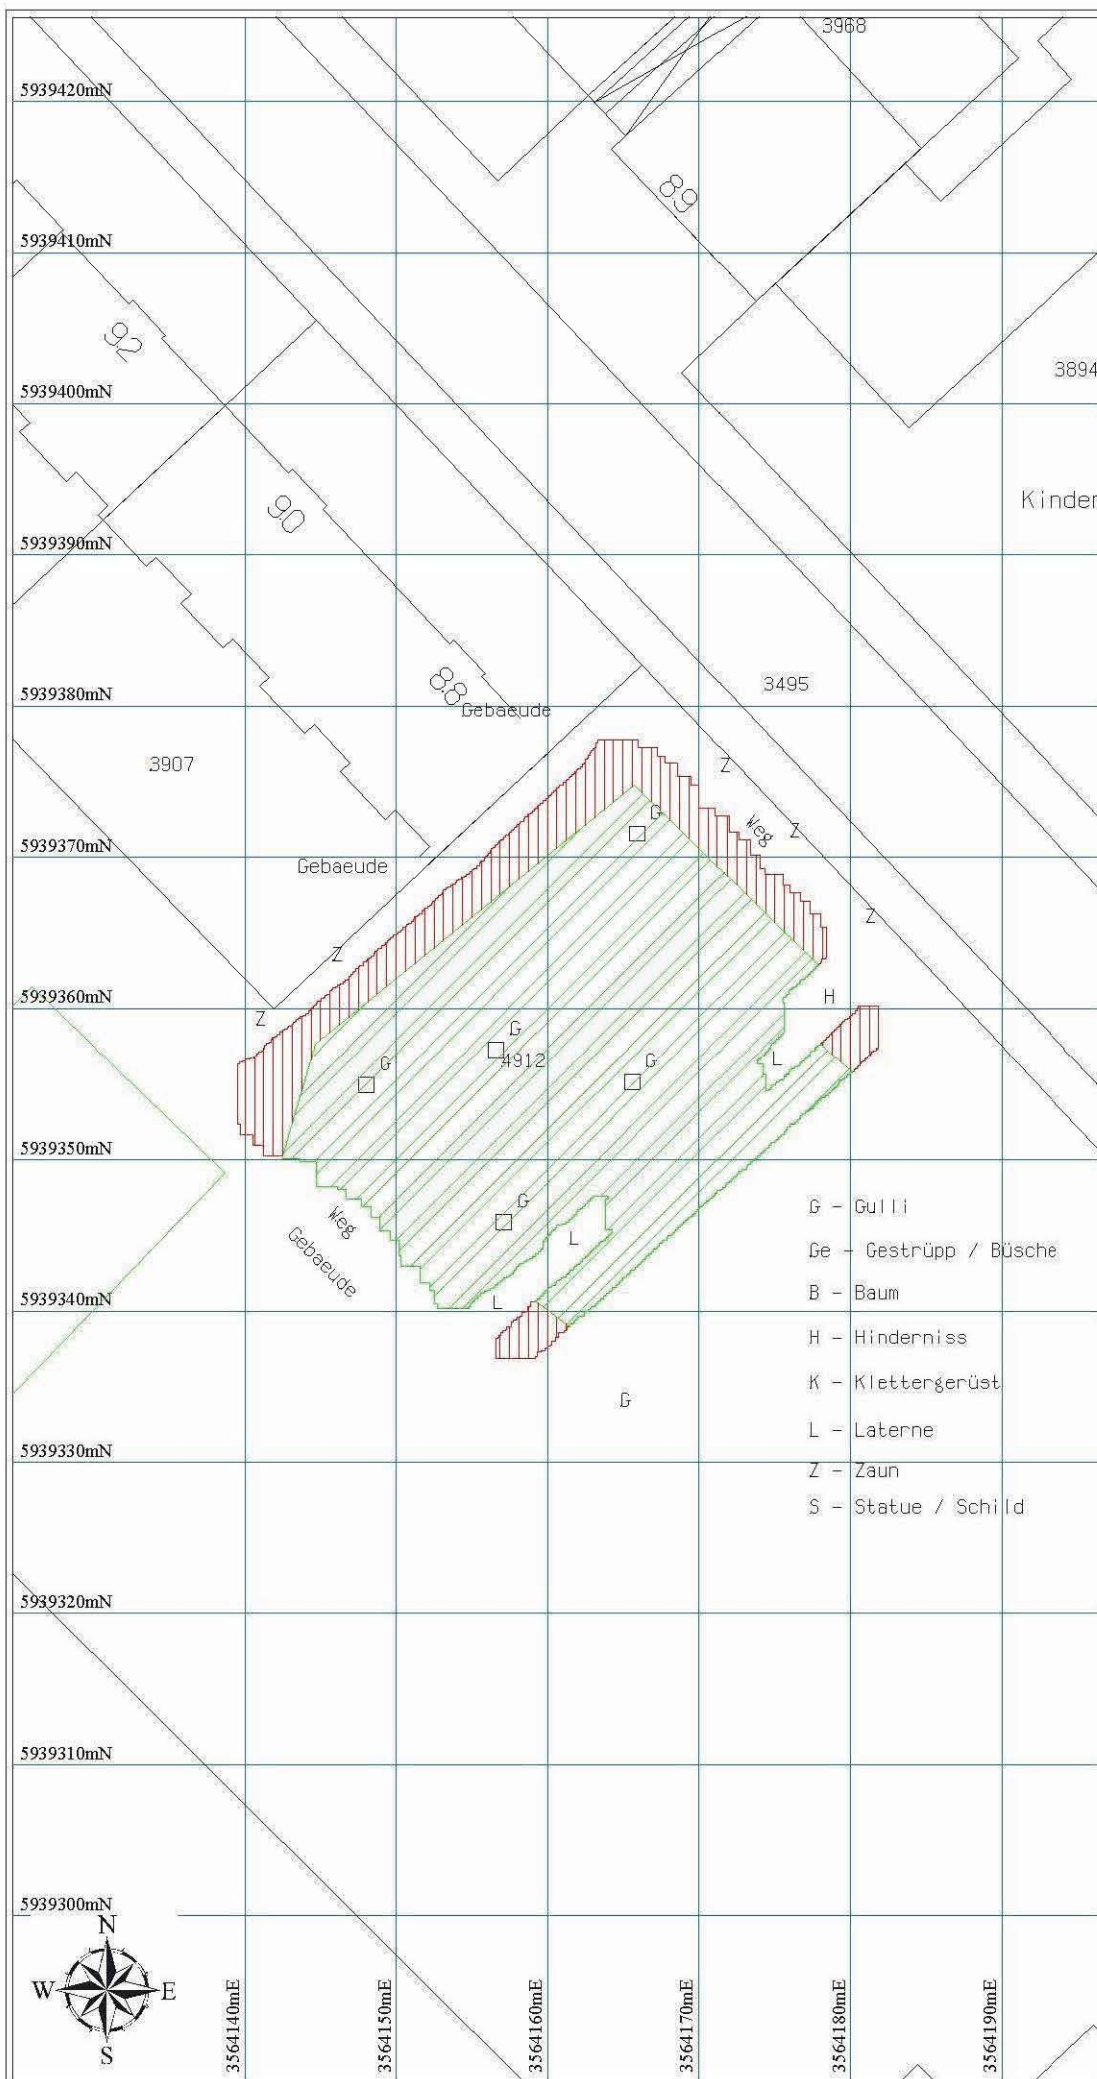 3968
5939420mN
89
5939410mN
92
3894
5939400mN
Kinder
90
5939390mN
3495
88
5939380mN
Gebaeude
3907
Z
G
Weg
Z
5939370mN
Gebaeude
Z
Z
5939360mN
H
Z
G
G
4912
G
L
5939350mN
G
Weg
Gebaeude
L
G - Gulli
Ge - Gestrüpp / Büsche
B - Baum
5939340mN
L
H - Hinderniss
K - Klettergerüst
G
L - Laterne
5939330mN
Z - Zaun
S - Statue / Schild
5939320mN
5939310mN
5939300mN
N
W
E
S
3564140mE
3564150mE
3564160mE
3564170mE
3564180mE
3564190mE